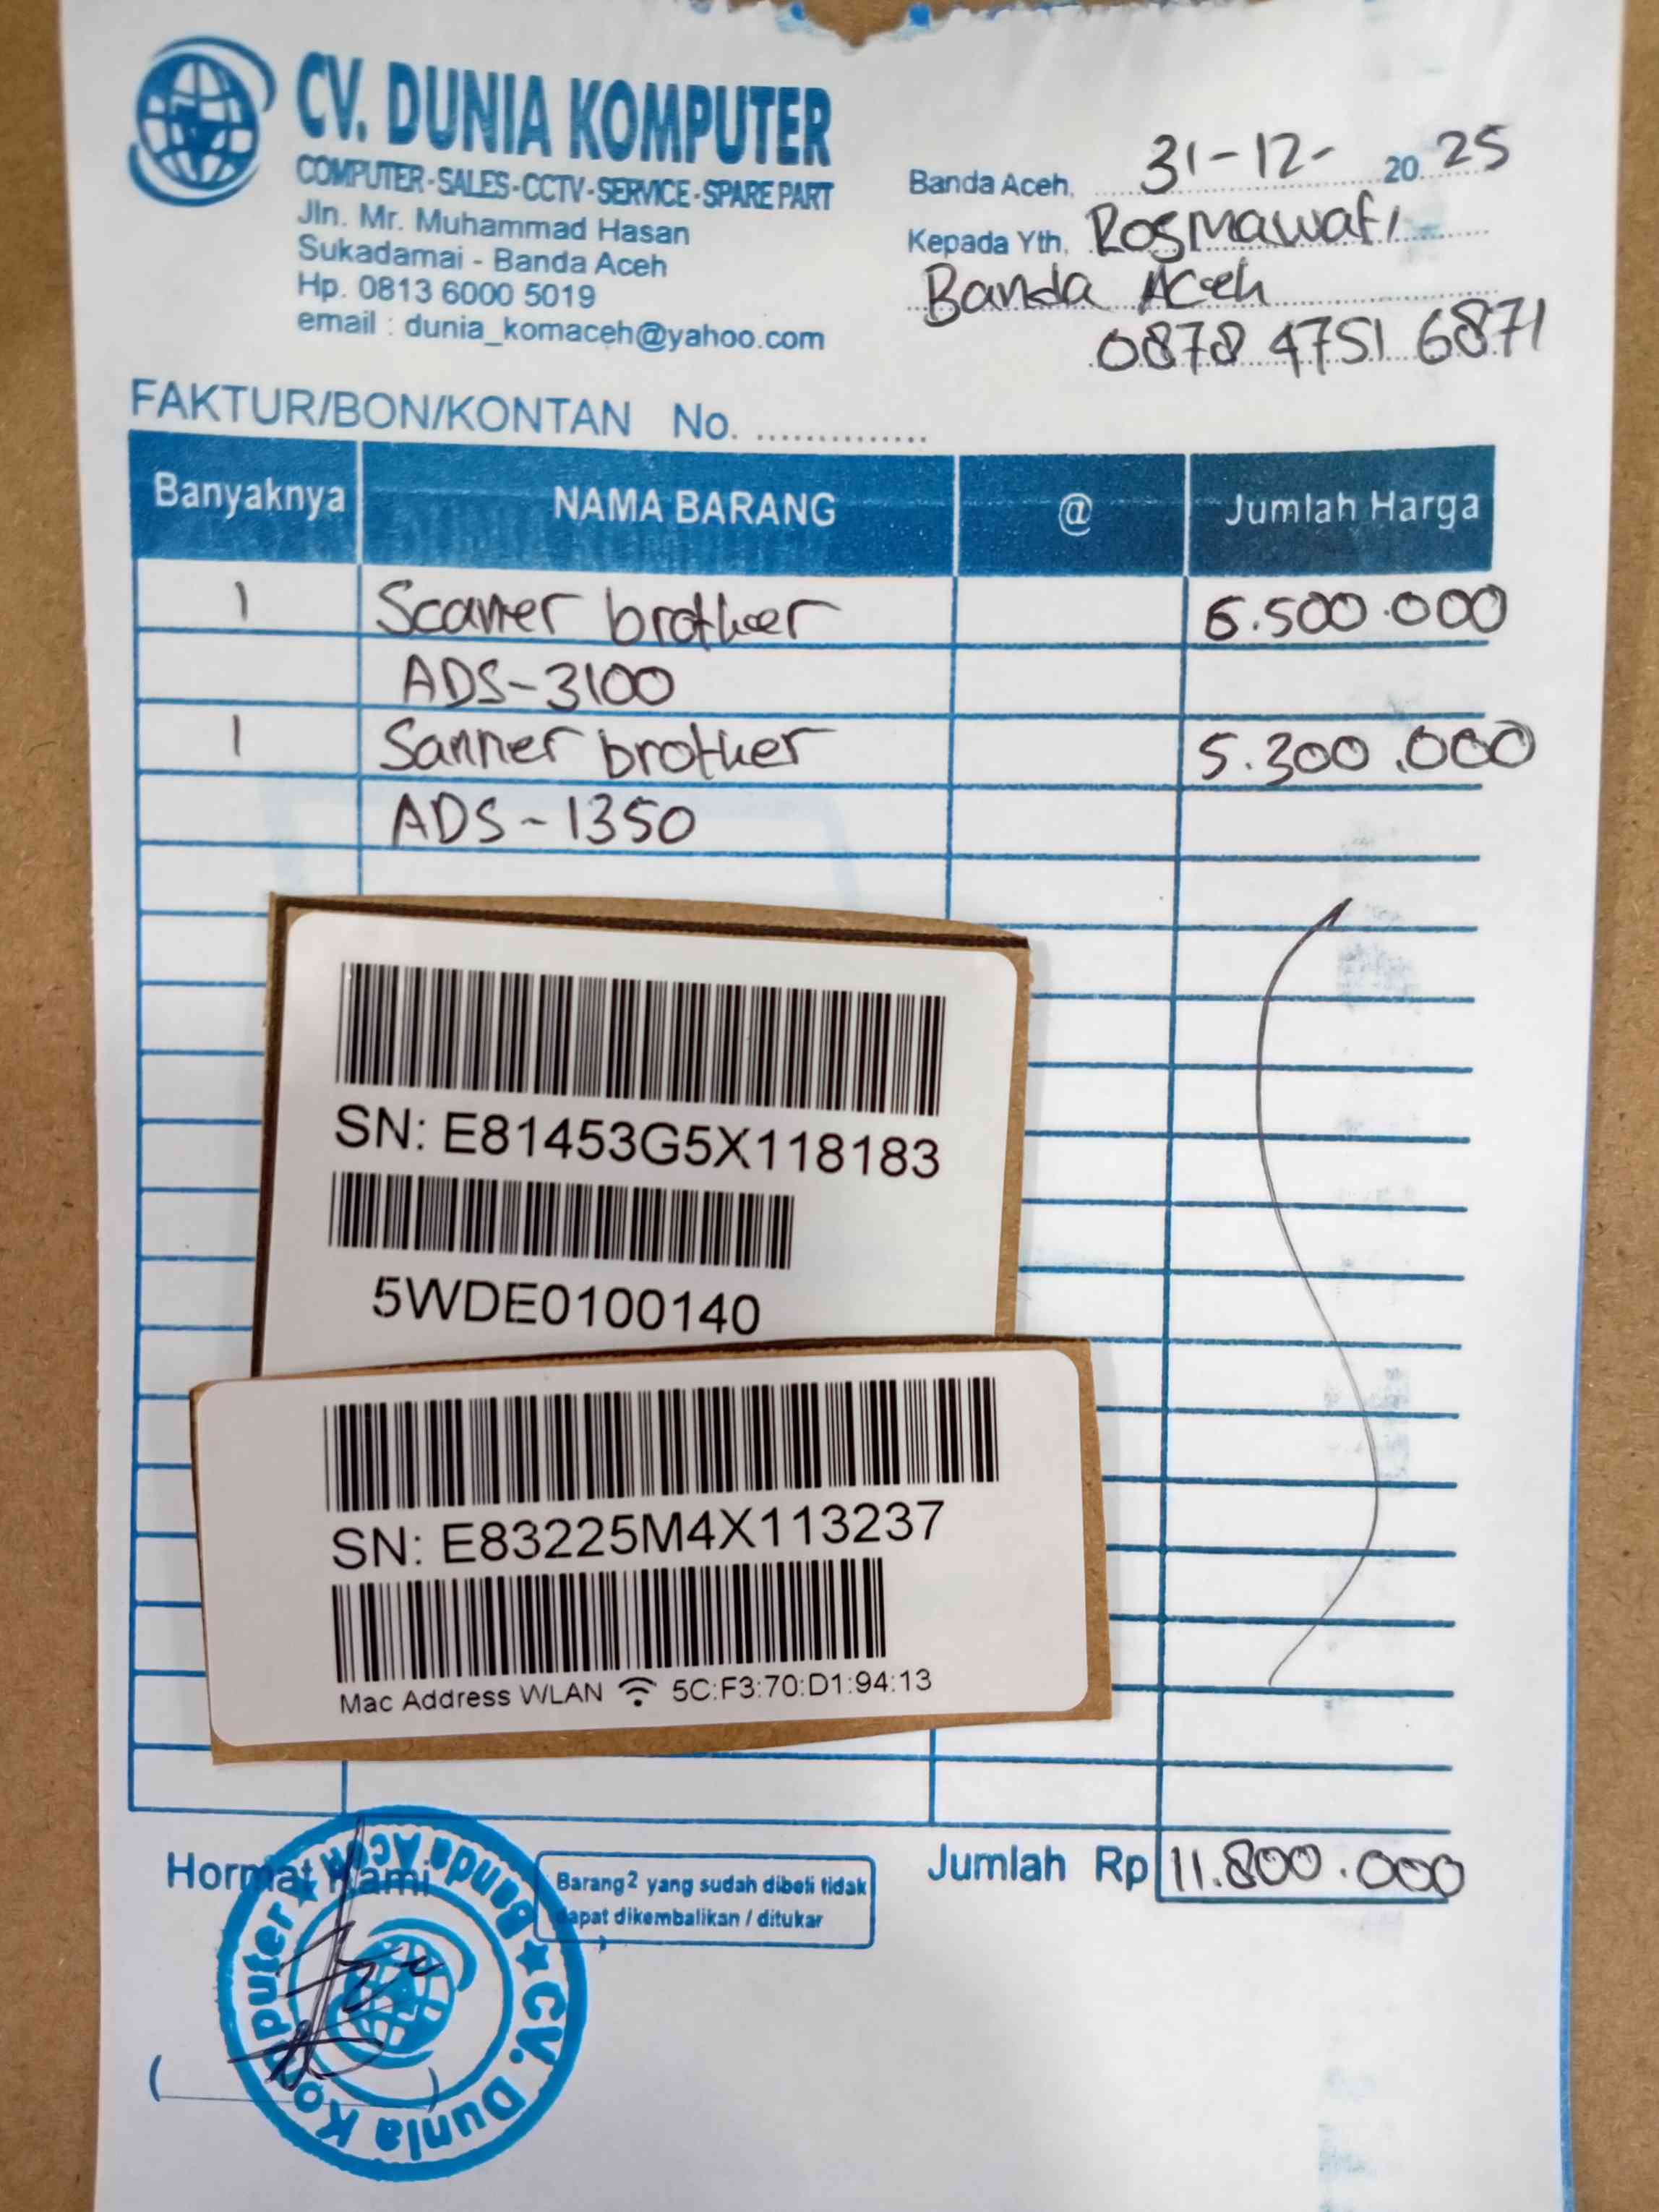 CV. DUNIA KOMPUTER
COMPUTER-SALES-CCTV-SERVICE-SPARE PART
Jln. Mr. Muhammad Hasan
Sukadamai - Banda Aceh
Hp. 0813 6000 5019
email : dunia_komaceh@yahoo.com
Banda Aceh, 31-12- 20 25
Kepada Yth. Rosmawati
Banda Aceh
0878 4751 6871
FAKTUR/BON/KONTAN No.
Banyaknya NAMA BARANG @ Jumlah Harga
1 Scanner brother 6.500.000
ADS-3100
1 Sanner brother 5.300.000
ADS-1350
SN: E81453G5X118183
5WDE0100140
SN: E83225M4X113237
Mac Address WLAN 5C:F3:70:D1:94:13
Jumlah Rp 11.800.000
Hormat Kami
Barang2 yang sudah dibeli tidak
dapat dikembalikan / ditukar
CV. Dunia Komputer ★ Banda Aceh ★